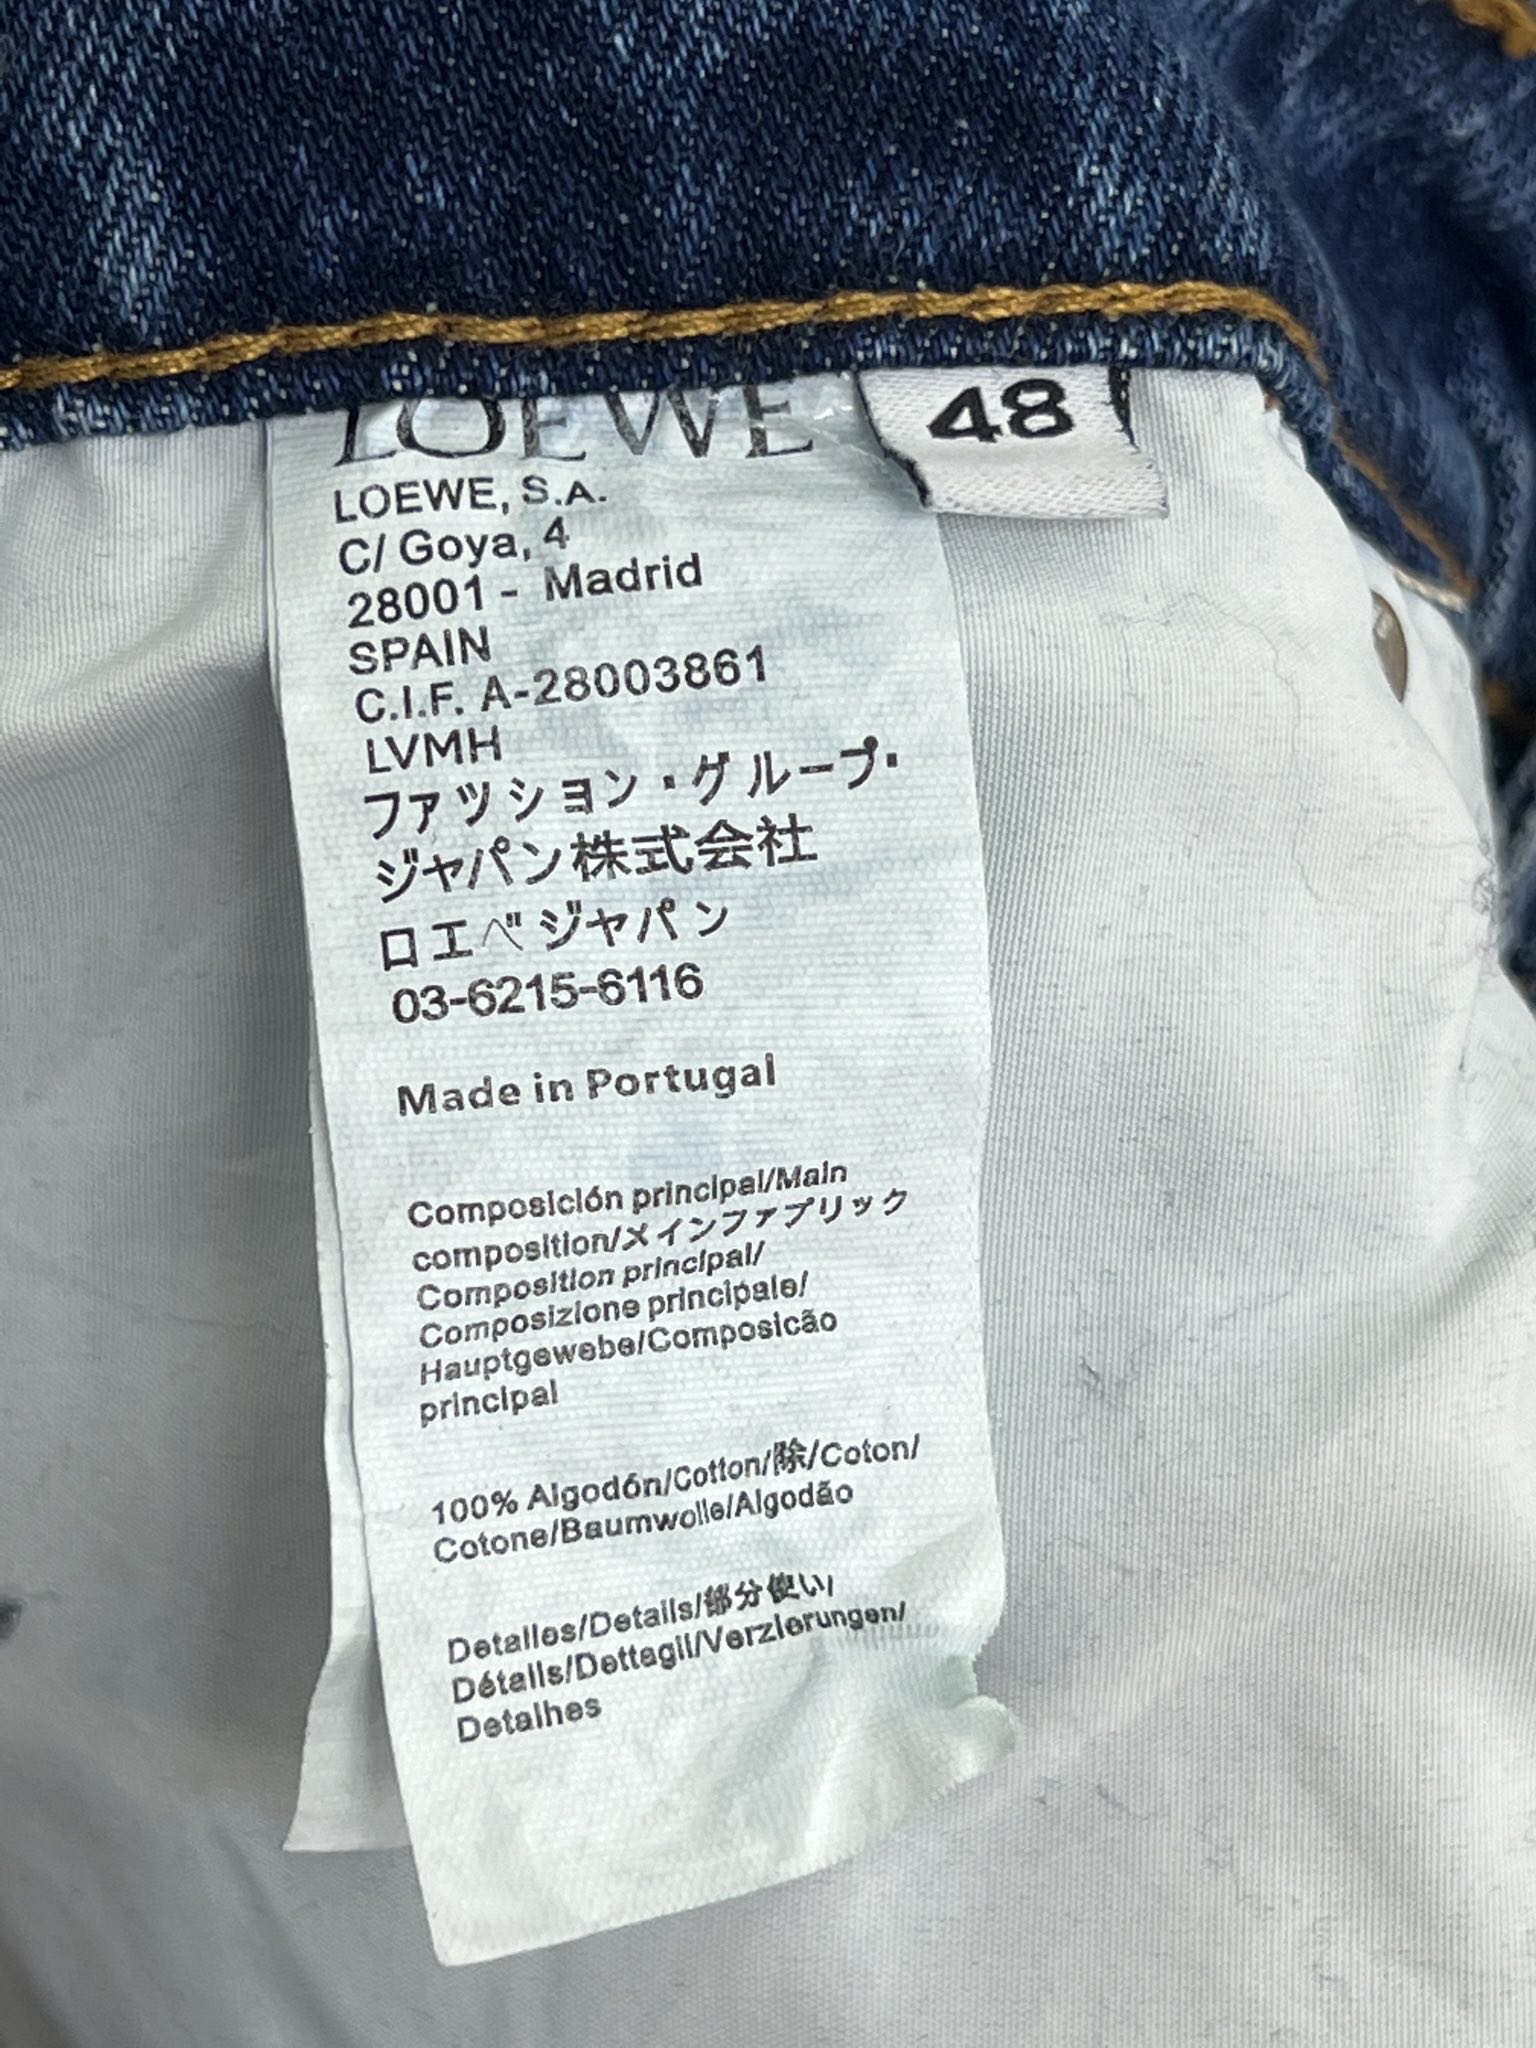 LOEWE
48
LOEWE, S.A.
C/ Goya, 4
28001 - Madrid
SPAIN
C.I.F. A-28003861
LVMH
ファッション・グループ・
ジャパン株式会社
ロエベジャパン
03-6215-6116
Made in Portugal
Composición principal/Main
composition/メインファブリック
Composition principal/
Composizione principale/
Hauptgewebe/Composicão
principal
100% Algodón/Cotton/除/Coton/
Cotone/Baumwolle/Algodão
Detalles/Details/部分使い/
Détails/Dettagli/Verzierungen/
Detalhes